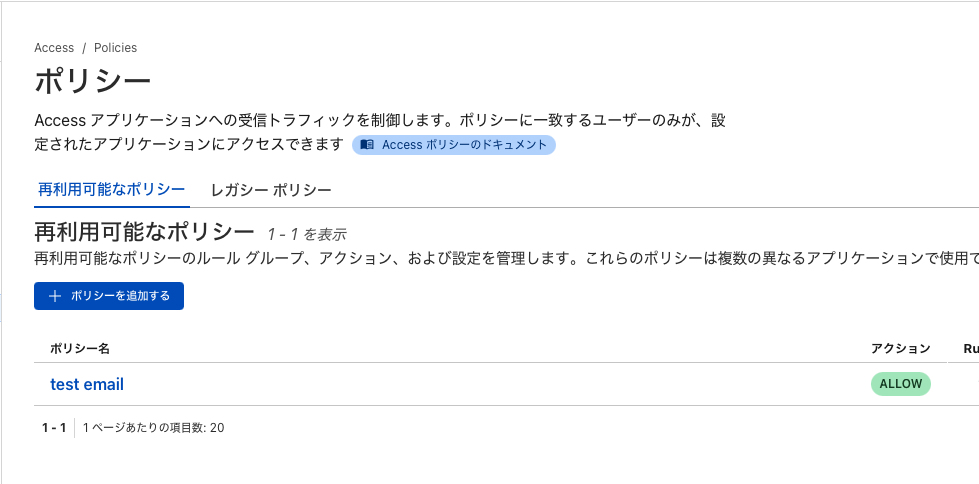 Access / Policies
ポリシー
Access アプリケーションへの受信トラフィックを制御します。ポリシーに一致するユーザーのみが、設
定されたアプリケーションにアクセスできます Access ポリシーのドキュメント
再利用可能なポリシー レガシー ポリシー
再利用可能なポリシー 1 - 1 を表示
再利用可能なポリシーのルール グループ、アクション、および設定を管理します。これらのポリシーは複数の異なるアプリケーションで使用で
+ ポリシーを追加する
ポリシー名 アクション Ru
test email ALLOW
1 - 1 1 ページあたりの項目数: 20